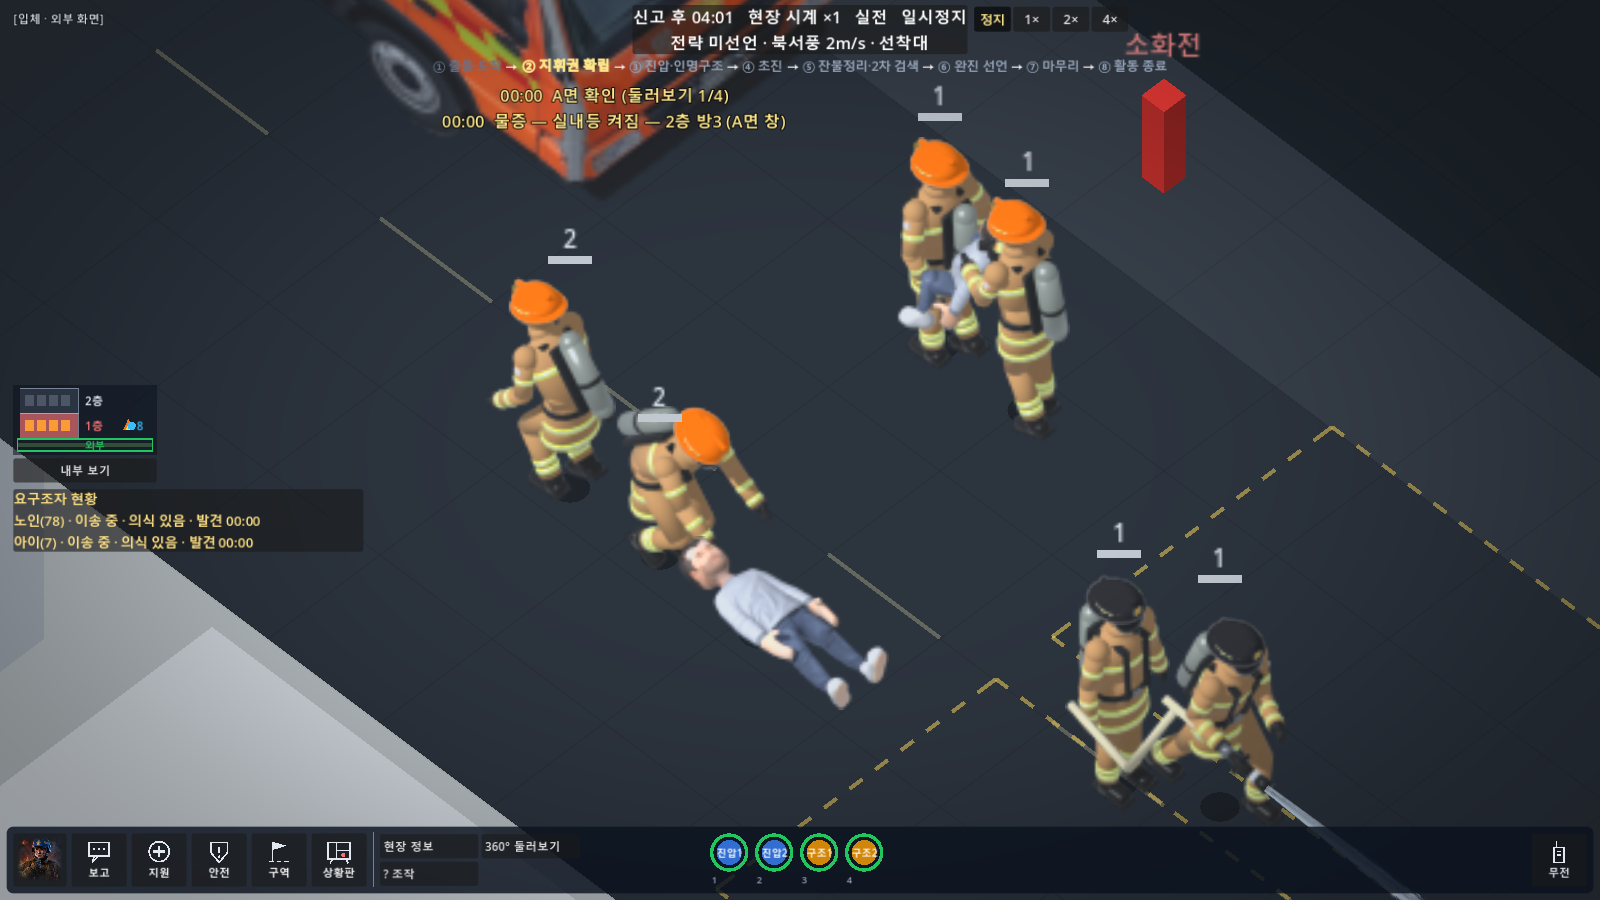 [입체 · 외부 화면]
신고 후 04:01 현장 시계 ×1 실전 일시정지
정지 1× 2× 4×
전략 미선언 · 북서풍 2m/s · 선착대
소화전
① → ② 지휘권 확립 → ③ 진압·인명구조 → ④ 초진 → ⑤ 잔불정리·2차 검색 → ⑥ 완진 선언 → ⑦ 마무리 → ⑧ 활동 종료
00:00 A면 확인 (둘러보기 1/4)
00:00 물증 — 실내등 켜짐 — 2층 방3 (A면 창)
1
1
2
2
1
1
2층
1층 8
외부
내부 보기
요구조자 현황
노인(78) · 이송 중 · 의식 있음 · 발견 00:00
아이(7) · 이송 중 · 의식 있음 · 발견 00:00
보고
지원
안전
구역
상황판
현장 정보
360° 둘러보기
? 조작
진압1
진압2
구조1
구조2
1
2
3
4
무전